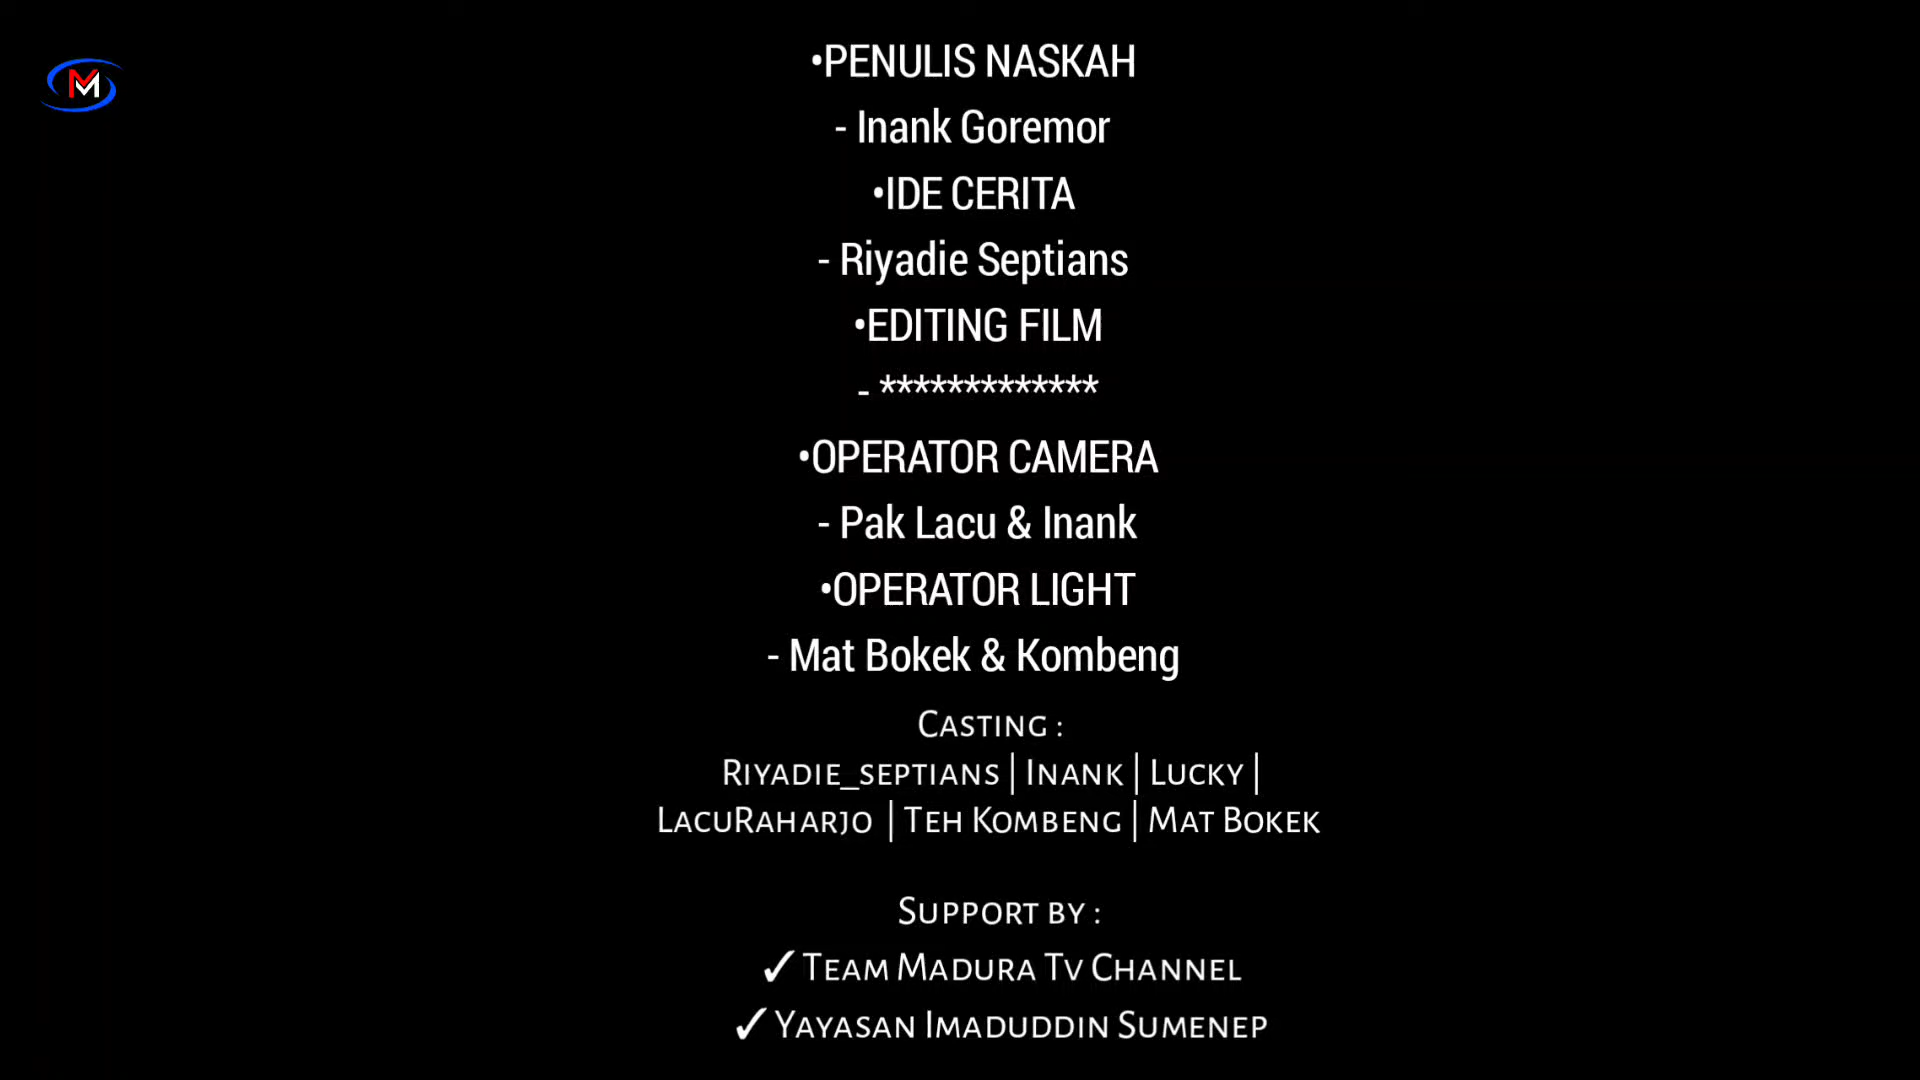 M
•PENULIS NASKAH
- Inank Goremor
•IDE CERITA
- Riyadie Septians
•EDITING FILM
- *************
•OPERATOR CAMERA
- Pak Lacu & Inank
•OPERATOR LIGHT
- Mat Bokek & Kombeng
Casting :
Riyadie_septians | Inank | Lucky |
LacuRaharjo | Teh Kombeng | Mat Bokek
Support by :
✓Team Madura Tv Channel
✓Yayasan Imaduddin Sumenep